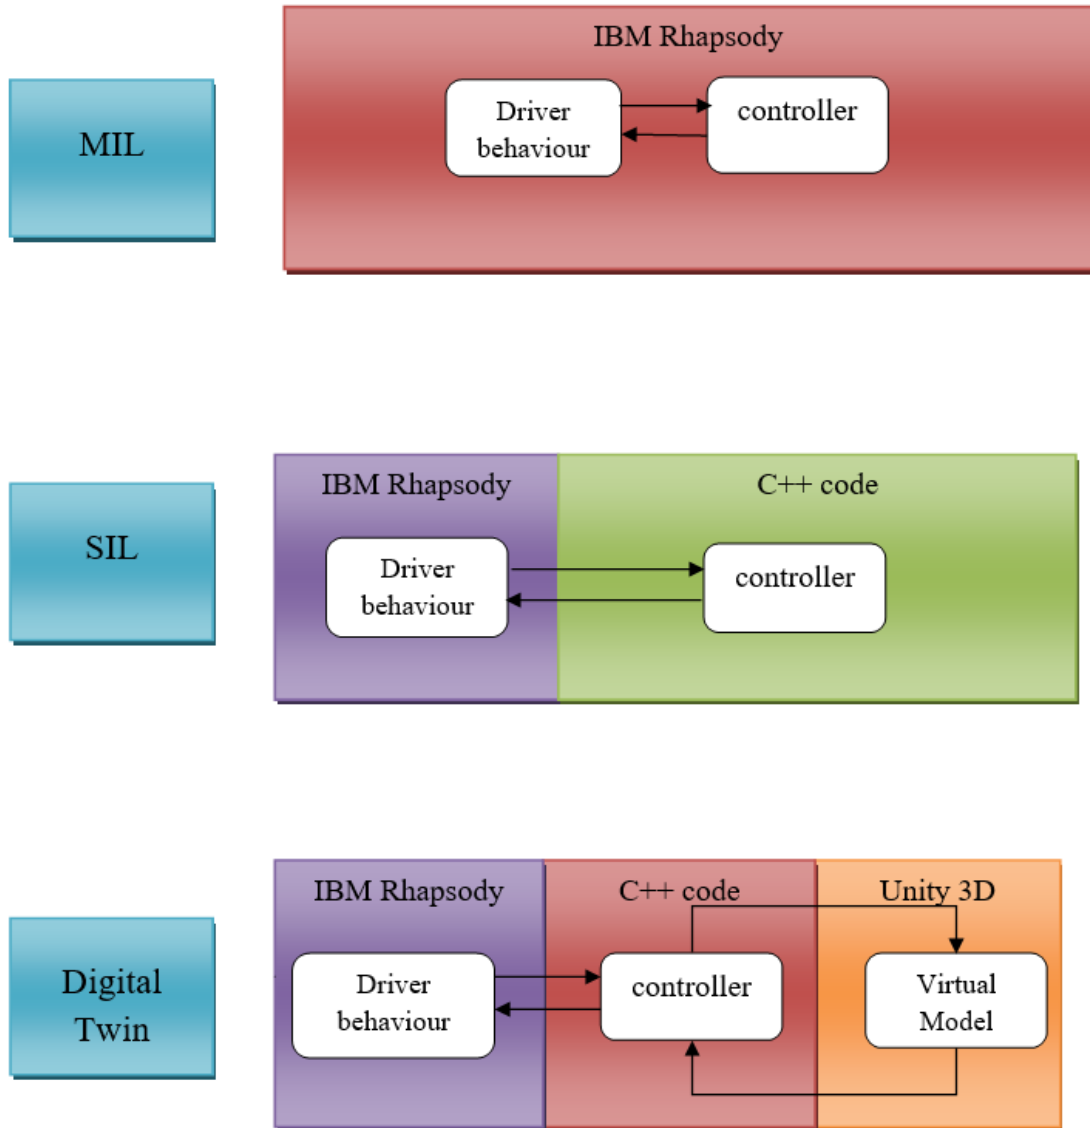 IBM Rhapsody
MIL
Driver
behaviour
controller
IBM Rhapsody
C++ code
SIL
Driver
behaviour
controller
IBM Rhapsody
C++ code
Unity 3D
Digital
Twin
Driver
behaviour
controller
Virtual
Model